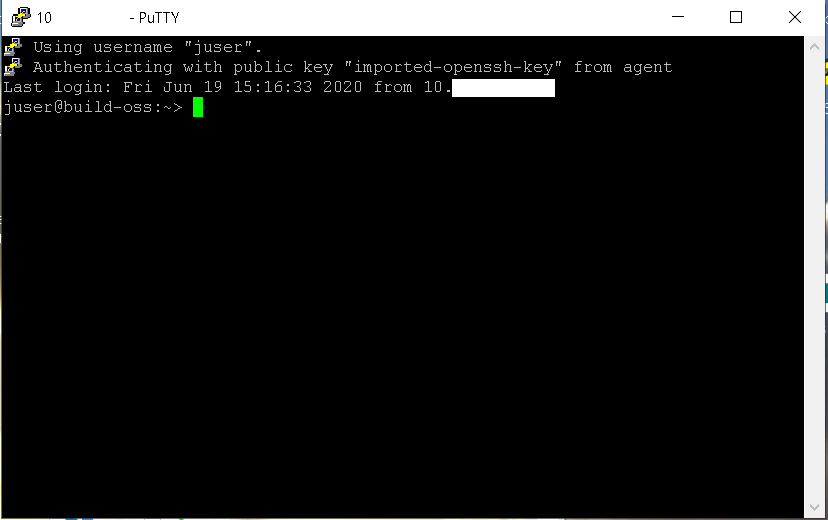 10 - PuTTY
Using username "juser".
Authenticating with public key "imported-openssh-key" from agent
Last login: Fri Jun 19 15:16:33 2020 from 10.
juser@build-oss:~>